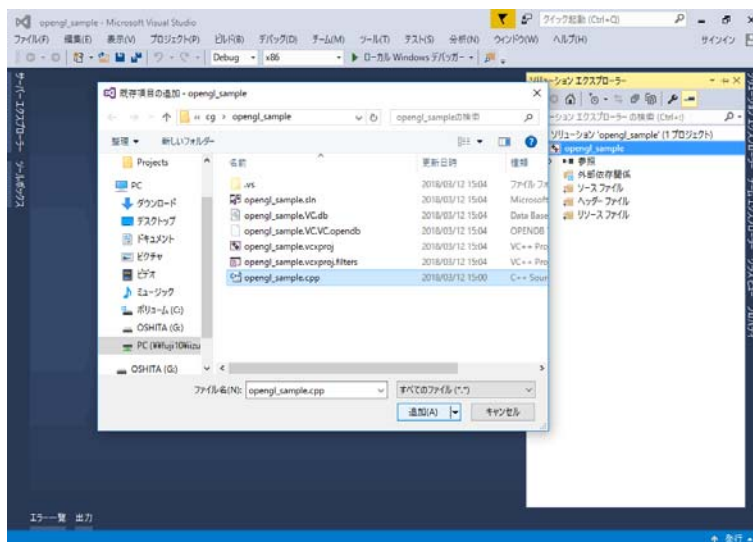 opengl_sample - Microsoft Visual Studio
クイック起動 (Ctrl+Q)
ファイル(F) 編集(E) 表示(V) プロジェクト(P) ビルド(B) デバッグ(D) チーム(M) ツール(T) テスト(S) 分析(N) ウィンドウ(W) ヘルプ(H) サインイン
Debug x86 ローカル Windows デバッガー
サーバー エクスプローラー ツールボックス
既存項目の追加 - opengl_sample
cg > opengl_sample
opengl_sampleの検索
整理 新しいフォルダー
名前 更新日時 種類
Projects
PC
ダウンロード
デスクトップ
ドキュメント
ピクチャ
ビデオ
ミュージック
ボリューム (C:)
OSHITA (G:)
OSHITA (G:)
.vs 2018/03/12 15:04 ファイル フォ
opengl_sample.sln 2018/03/12 15:04 Microsoft
opengl_sample.VC.db 2018/03/12 15:04 Data Base
opengl_sample.VC.VC.opendb 2018/03/12 15:04 OPENDB
opengl_sample.vcxproj 2018/03/12 15:04 VC++ Pro
opengl_sample.vcxproj.filters 2018/03/12 15:04 VC++ Pro
opengl_sample.cpp 2018/03/12 15:00 C++ Sour
ファイル名(N): opengl_sample.cpp すべてのファイル (*.*)
追加(A) キャンセル
ソリューション エクスプローラー
ソリューション エクスプローラー の検索 (Ctrl+;)
ソリューション 'opengl_sample' (1 プロジェクト)
opengl_sample
参照
外部依存関係
ソース ファイル
ヘッダー ファイル
リソース ファイル
エラー一覧 出力
発行